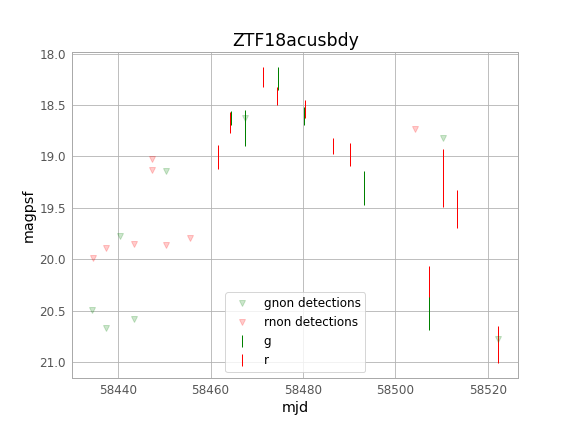 ZTF18acusbdy
18.0
18.5
19.0
19.5
20.0
20.5
21.0
magpsf
gnon detections
rnon detections
g
r
58440
58460
58480
58500
58520
mjd